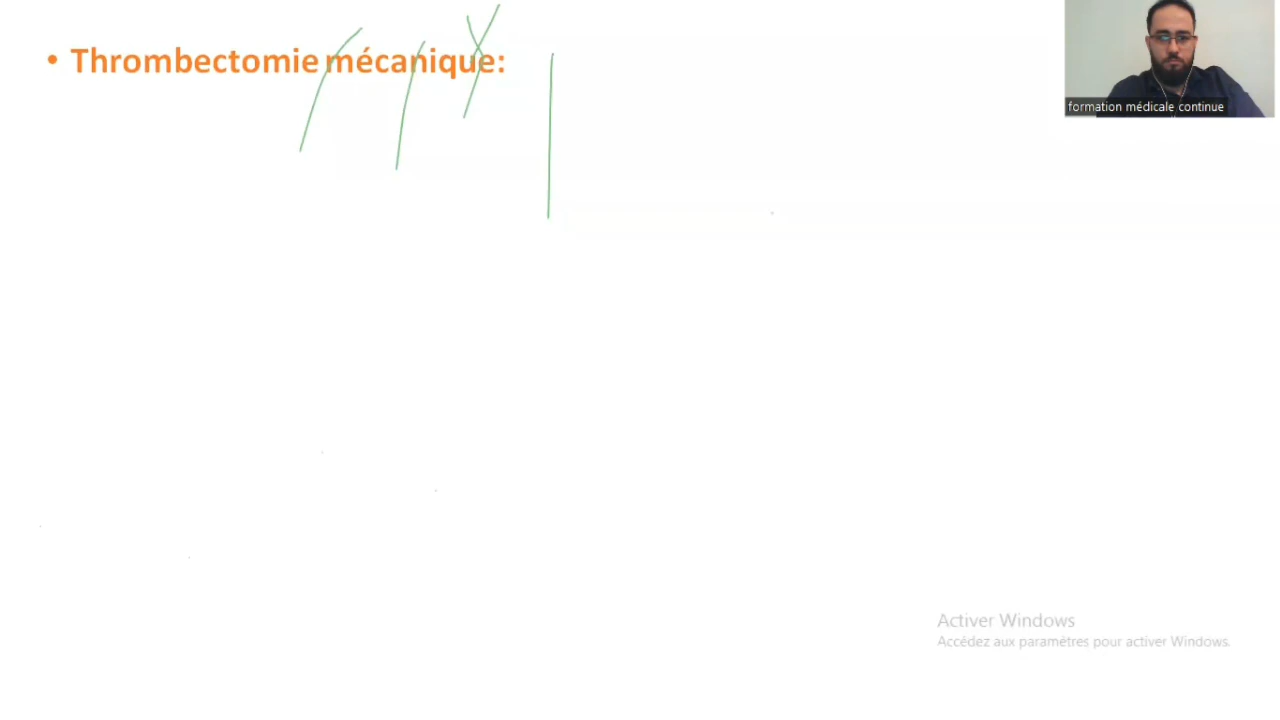 • Thrombectomie mécanique:
formation médicale continue
Activer Windows
Accédez aux paramètres pour activer Windows.